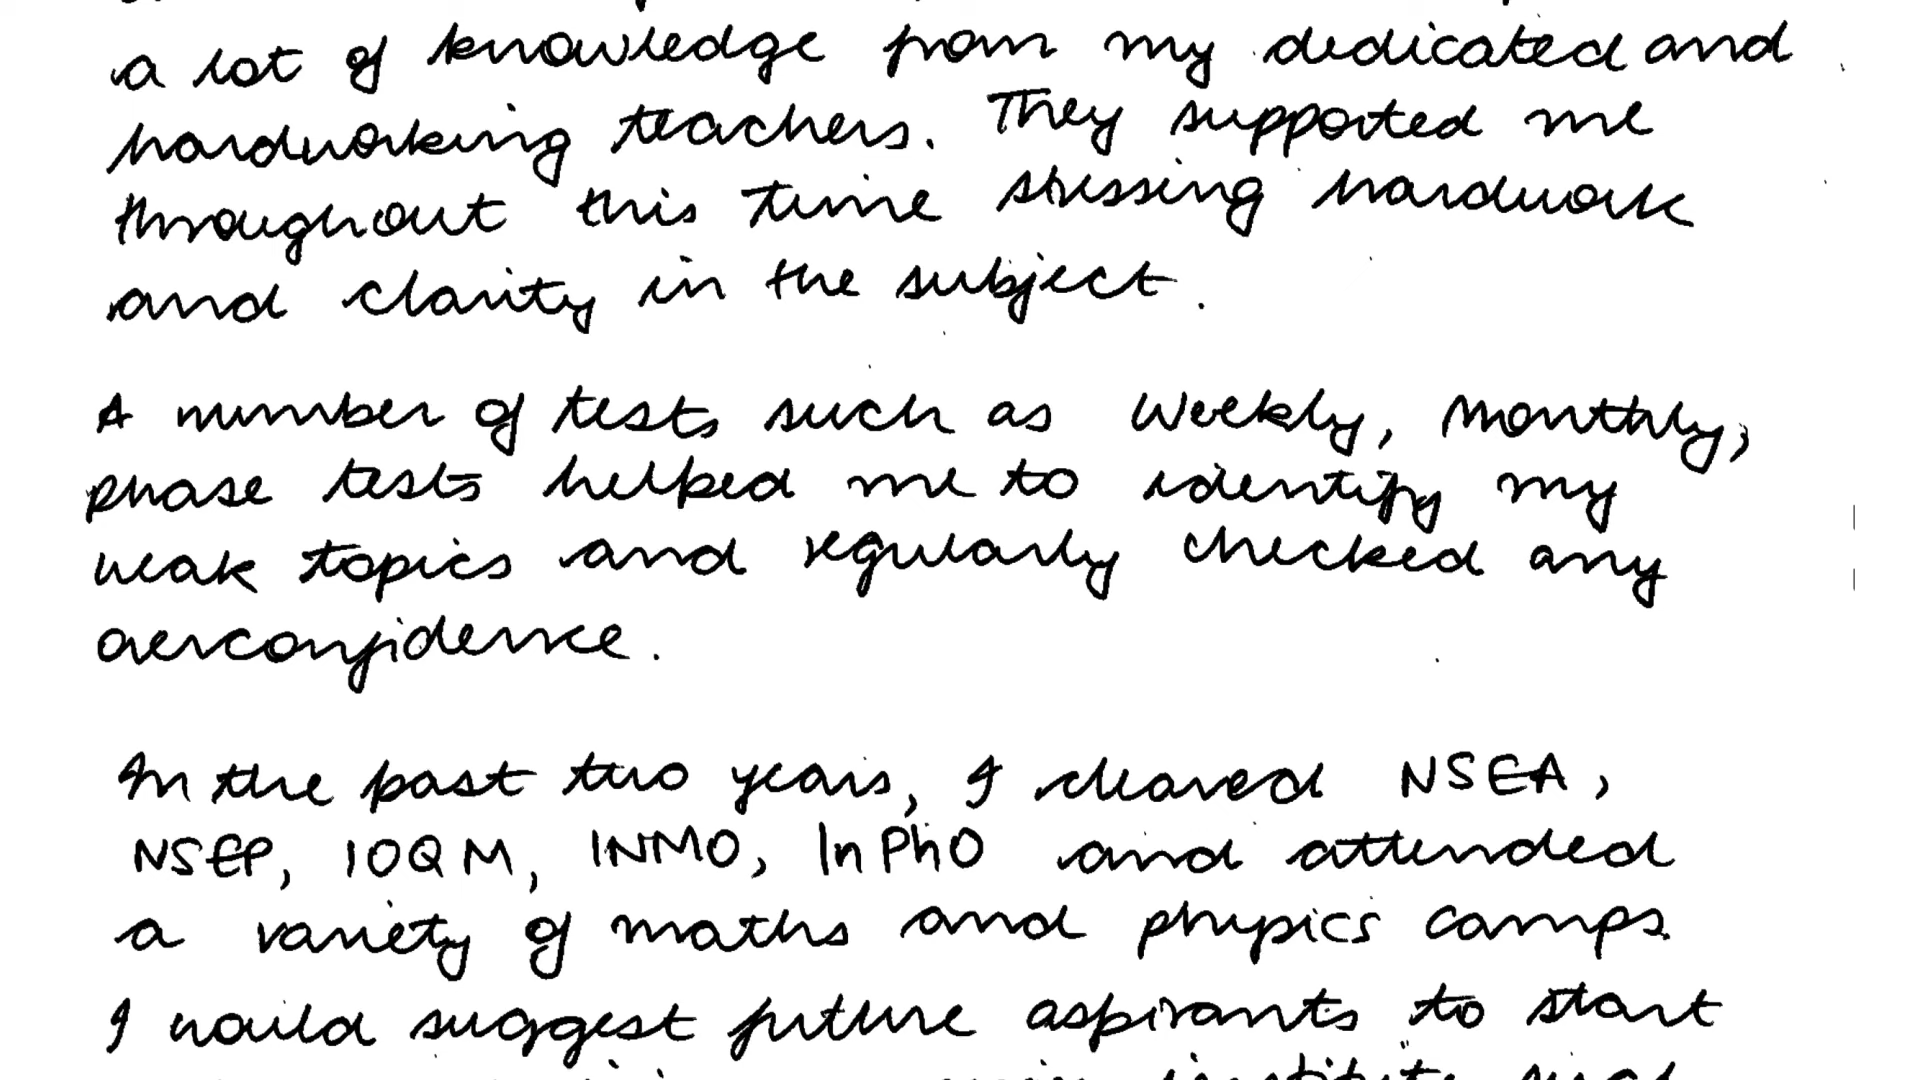 a lot of knowledge from my dedicated and
hardworking teachers. They supported me
throughout this time stressing hardwork
and clarity in the subject.
A number of tests such as Weekly, Monthly,
phase tests helped me to identify my
weak topics and regularly checked any
overconfidence.
In the past two years, I cleared NSEA,
NSEP, IOQM, INMO, InPhO and attended
a variety of maths and physics camps.
I would suggest future aspirants to start
institute